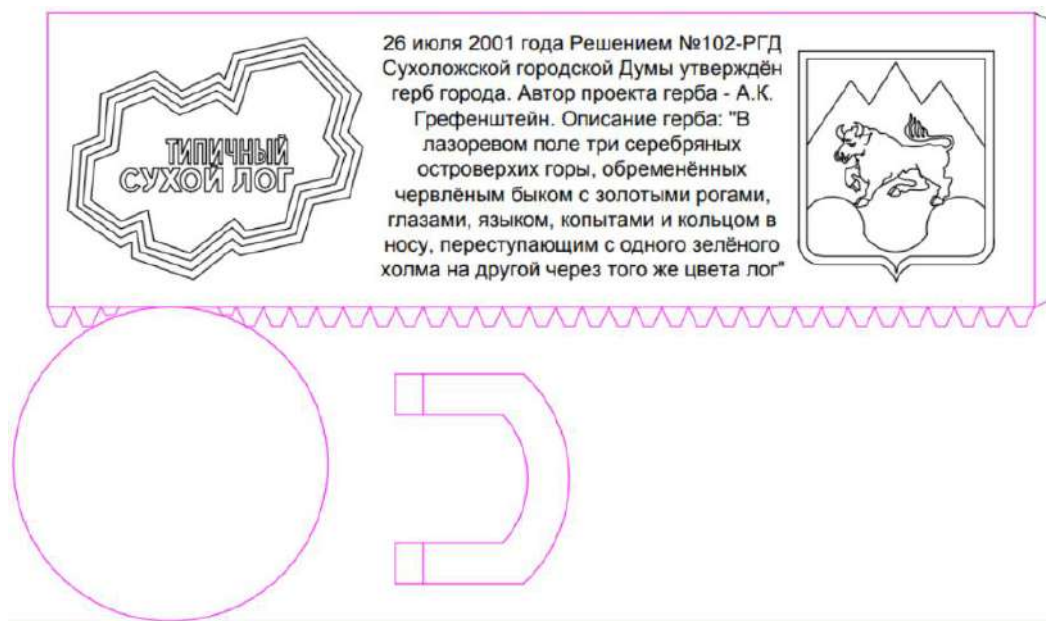 ТИПИЧНЫЙ
СУХОЙ ЛОГ
26 июля 2001 года Решением №102-РГД
Сухоложской городской Думы утверждён
герб города. Автор проекта герба - А.К.
Грефенштейн. Описание герба: "В
лазоревом поле три серебряных
островерхих горы, обременённых
червлёным быком с золотыми рогами,
глазами, языком, копытами и кольцом в
носу, переступающим с одного зелёного
холма на другой через того же цвета лог"